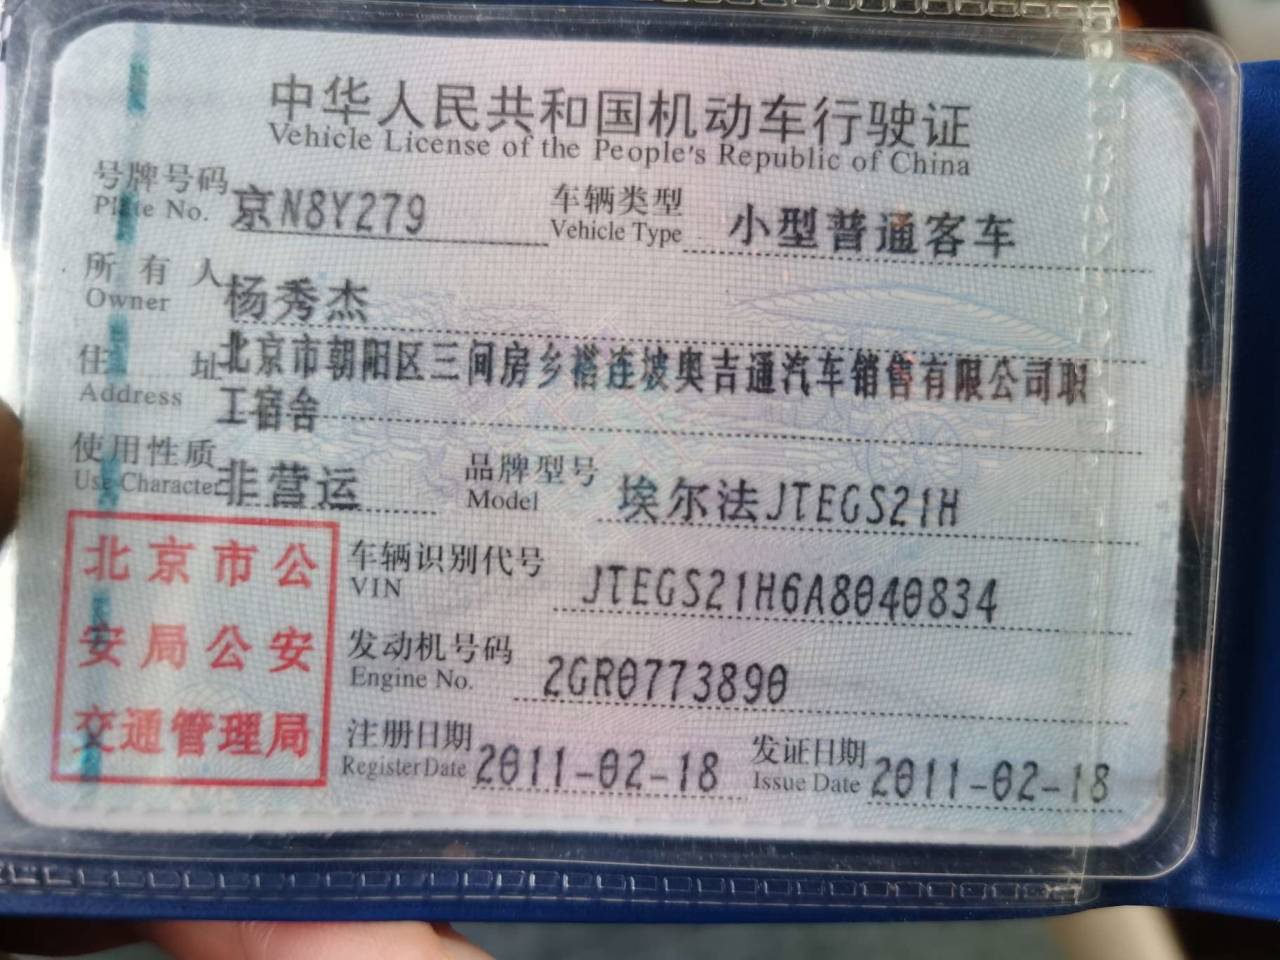 中华人民共和国机动车行驶证
Vehicle License of the People's Republic of China
号牌号码 京N8Y279 车辆类型 小型普通客车
Plate No. Vehicle Type
所有人 杨秀杰
Owner
住址 北京市朝阳区三间房乡褡连坡奥吉通汽车销售有限公司职
Address 工宿舍
使用性质 非营运 品牌型号 埃尔法JTEGS21H
Use Character Model
北京市公
安局公安
交通管理局
车辆识别代号 JTEGS21H6A8040834
VIN
发动机号码 2GR0773890
Engine No.
注册日期 2011-02-18 发证日期 2011-02-18
Register Date Issue Date